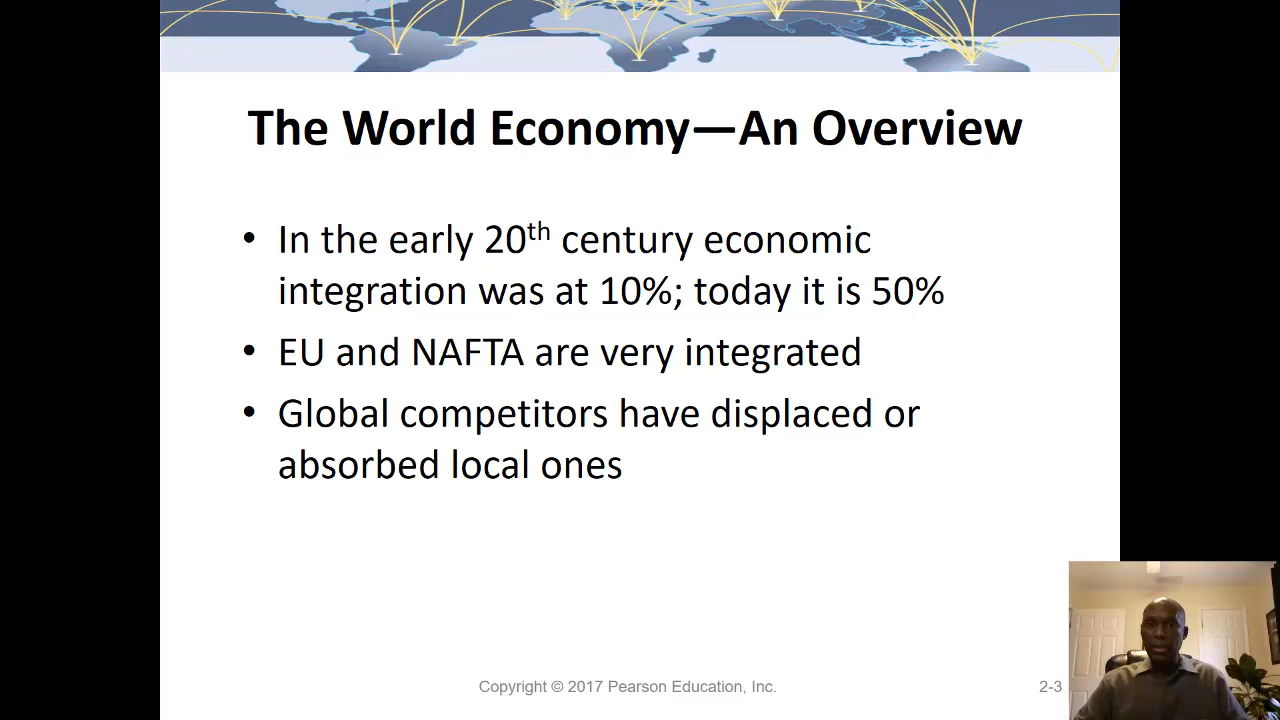 The World Economy—An Overview
• In the early 20th century economic
integration was at 10%; today it is 50%
• EU and NAFTA are very integrated
• Global competitors have displaced or
absorbed local ones
Copyright © 2017 Pearson Education, Inc.
2-3